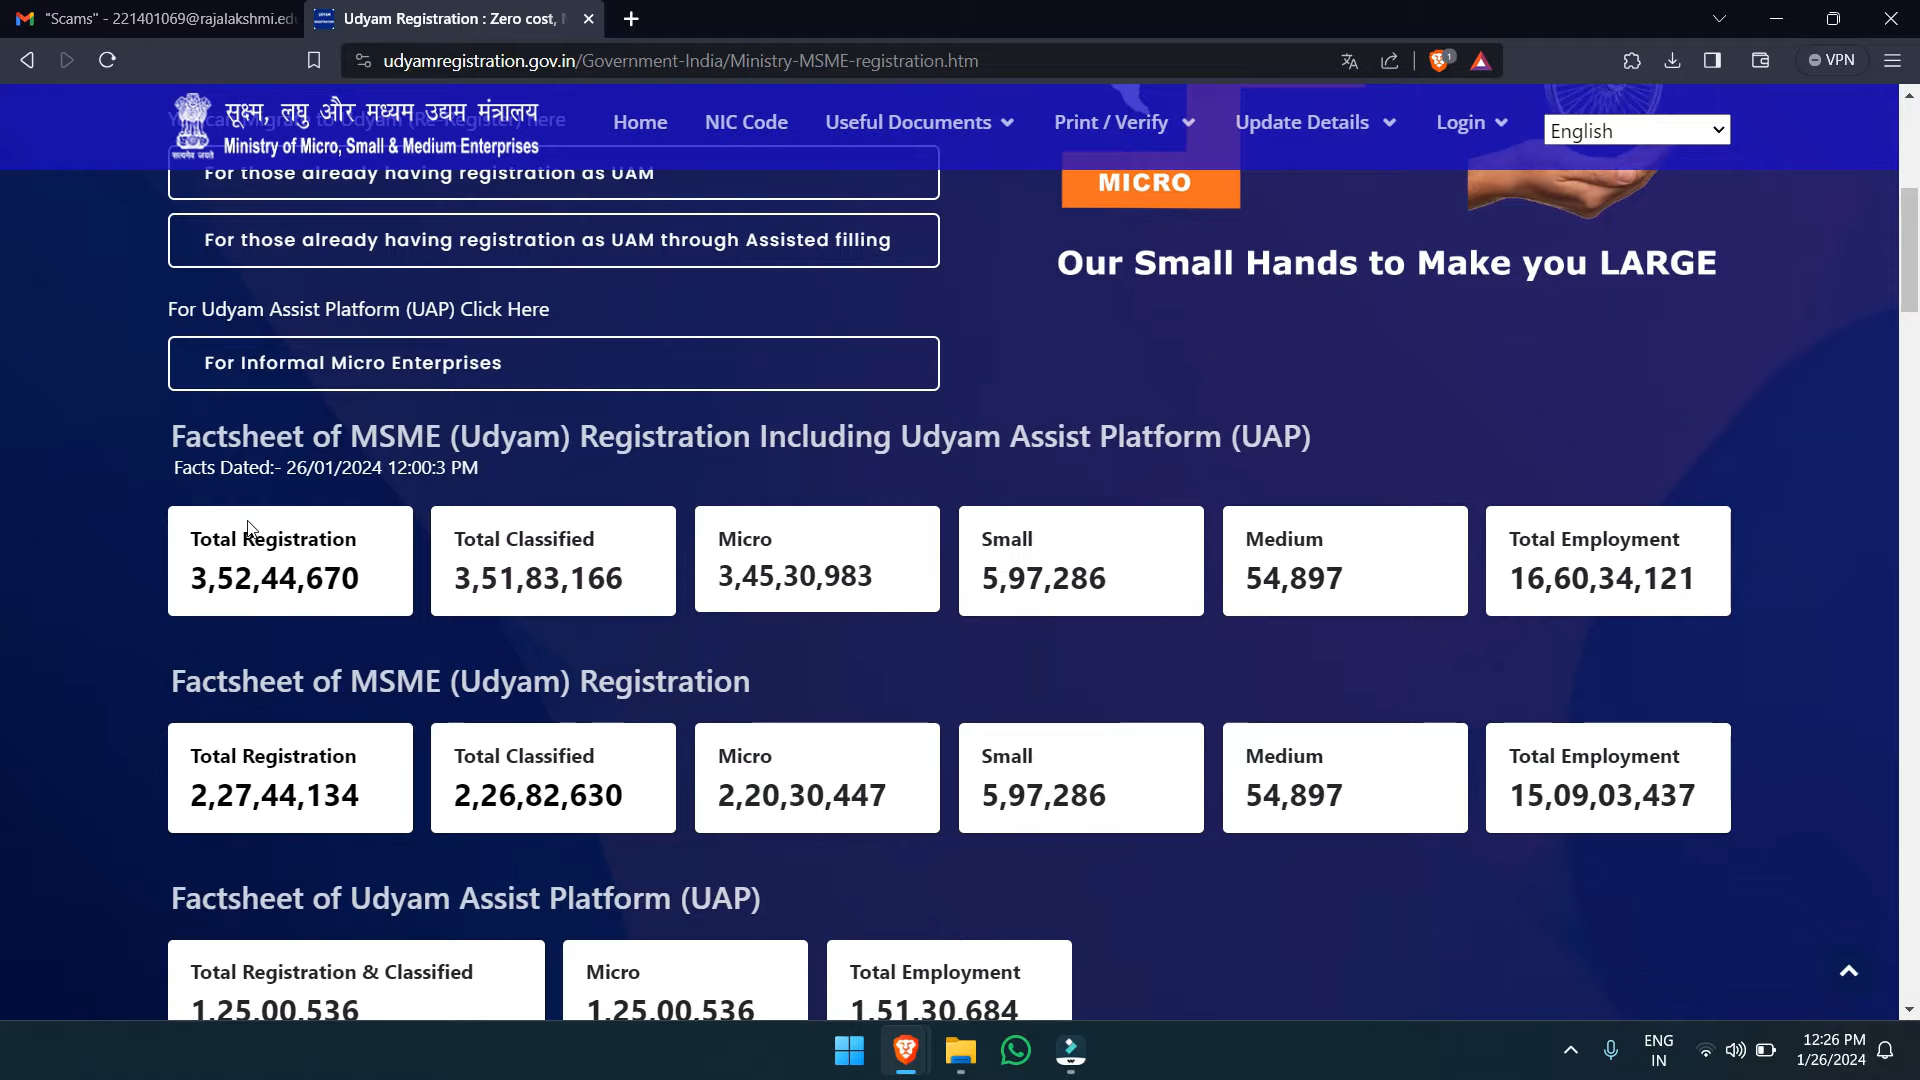 "Scams" - 221401069@rajalakshmi.ed
Udyam Registration : Zero cost,
udyamregistration.gov.in/Government-India/Ministry-MSME-registration.htm
VPN
सूक्ष्म, लघु और मध्यम उद्यम मंत्रालय
Ministry of Micro, Small & Medium Enterprises
सत्यमेव जयते
Home
NIC Code
Useful Documents
Print / Verify
Update Details
Login
English
For those already having registration as UAM
MICRO
For those already having registration as UAM through Assisted filling
Our Small Hands to Make you LARGE
For Udyam Assist Platform (UAP) Click Here
For Informal Micro Enterprises
Factsheet of MSME (Udyam) Registration Including Udyam Assist Platform (UAP)
Facts Dated:- 26/01/2024 12:00:3 PM
Total Registration
3,52,44,670
Total Classified
3,51,83,166
Micro
3,45,30,983
Small
5,97,286
Medium
54,897
Total Employment
16,60,34,121
Factsheet of MSME (Udyam) Registration
Total Registration
2,27,44,134
Total Classified
2,26,82,630
Micro
2,20,30,447
Small
5,97,286
Medium
54,897
Total Employment
15,09,03,437
Factsheet of Udyam Assist Platform (UAP)
Total Registration & Classified
1,25,00,536
Micro
1,25,00,536
Total Employment
1,51,30,684
ENG
IN
12:26 PM
1/26/2024